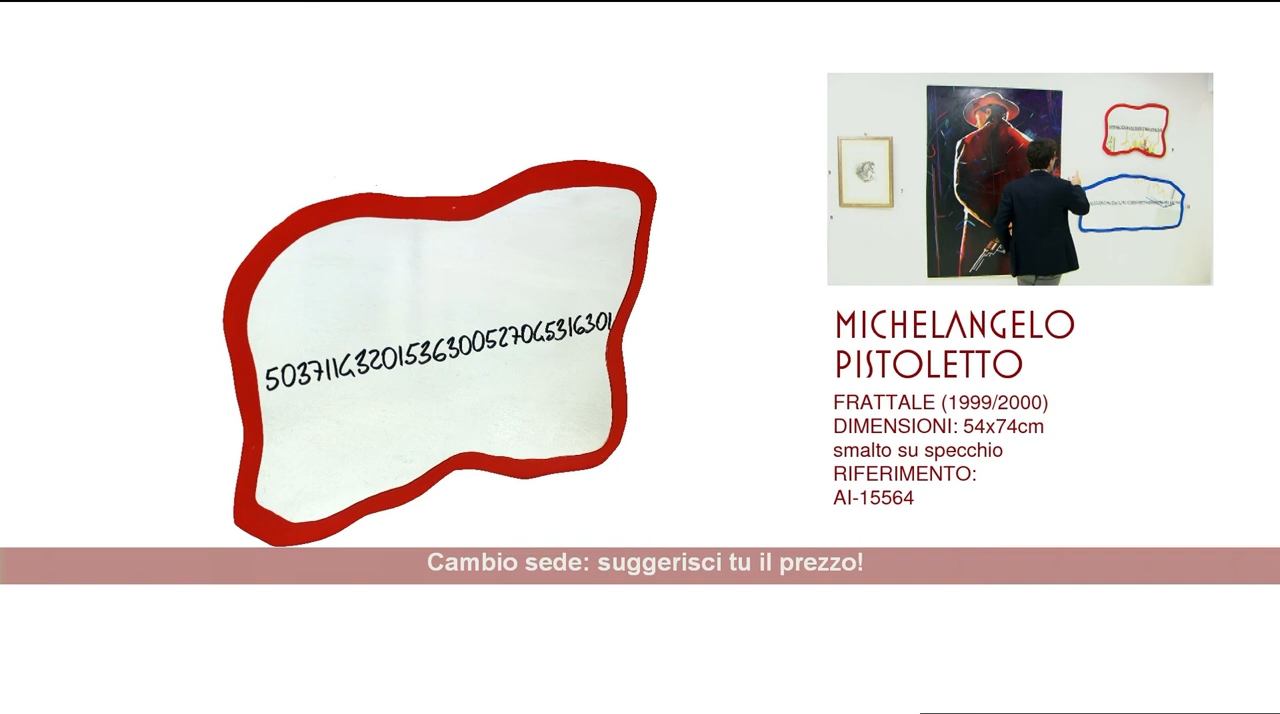 50371143201536300527045316301
MICHELANGELO
PISTOLETTO
FRATTALE (1999/2000)
DIMENSIONI: 54x74cm
smalto su specchio
RIFERIMENTO:
AI-15564
Cambio sede: suggerisci tu il prezzo!